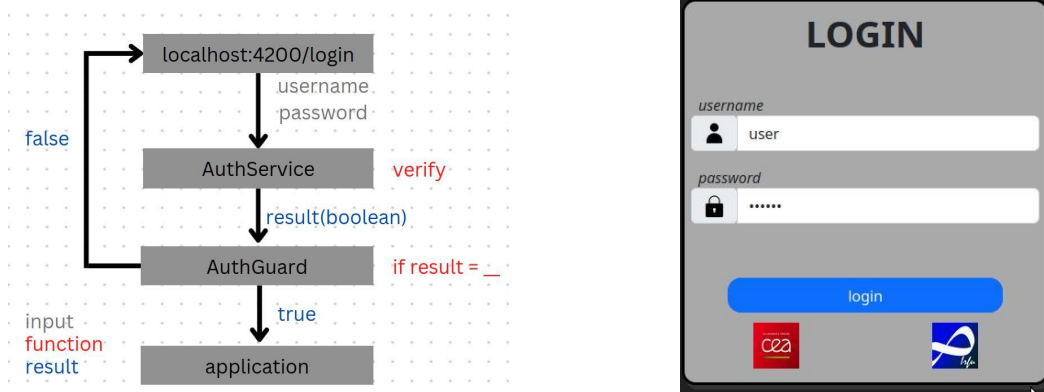 localhost:4200/login
username
password
false
AuthService
verify
result(boolean)
AuthGuard
if result = __
true
input
function
result
application
LOGIN
username
user
password
••••••
login
cea